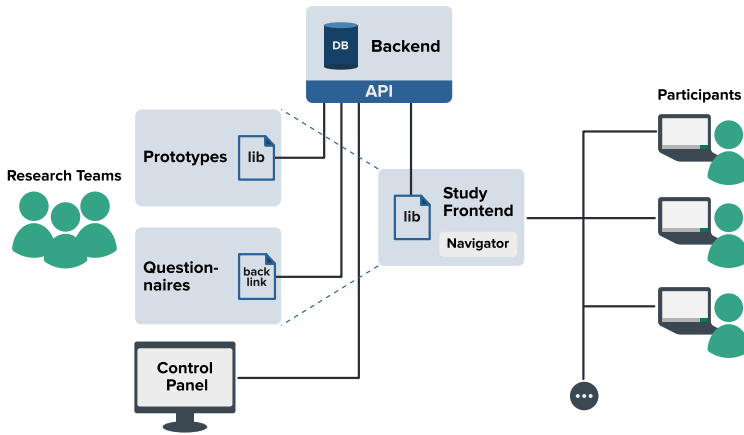 DB
Backend
API
Participants
Prototypes
lib
Research Teams
Study
Frontend
lib
Navigator
Question-
naires
back
link
Control
Panel